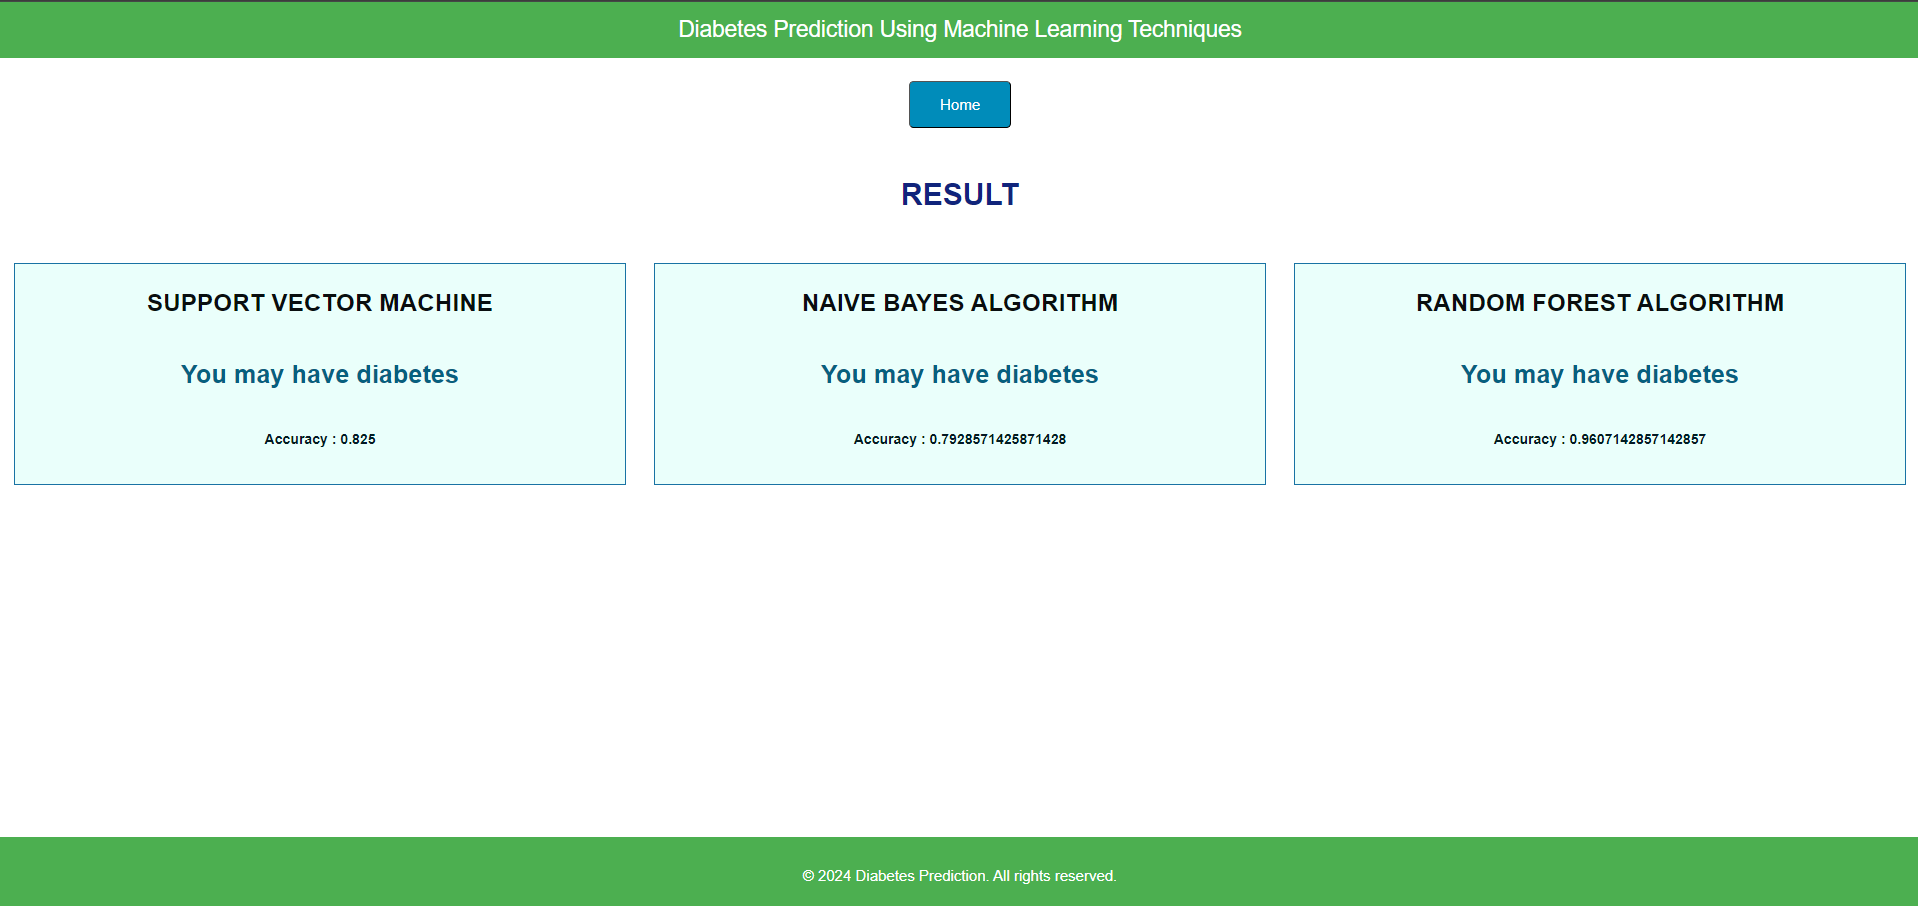 Diabetes Prediction Using Machine Learning Techniques
Home
RESULT
SUPPORT VECTOR MACHINE
You may have diabetes
Accuracy : 0.825
NAIVE BAYES ALGORITHM
You may have diabetes
Accuracy : 0.7928571425871428
RANDOM FOREST ALGORITHM
You may have diabetes
Accuracy : 0.9607142857142857
© 2024 Diabetes Prediction. All rights reserved.